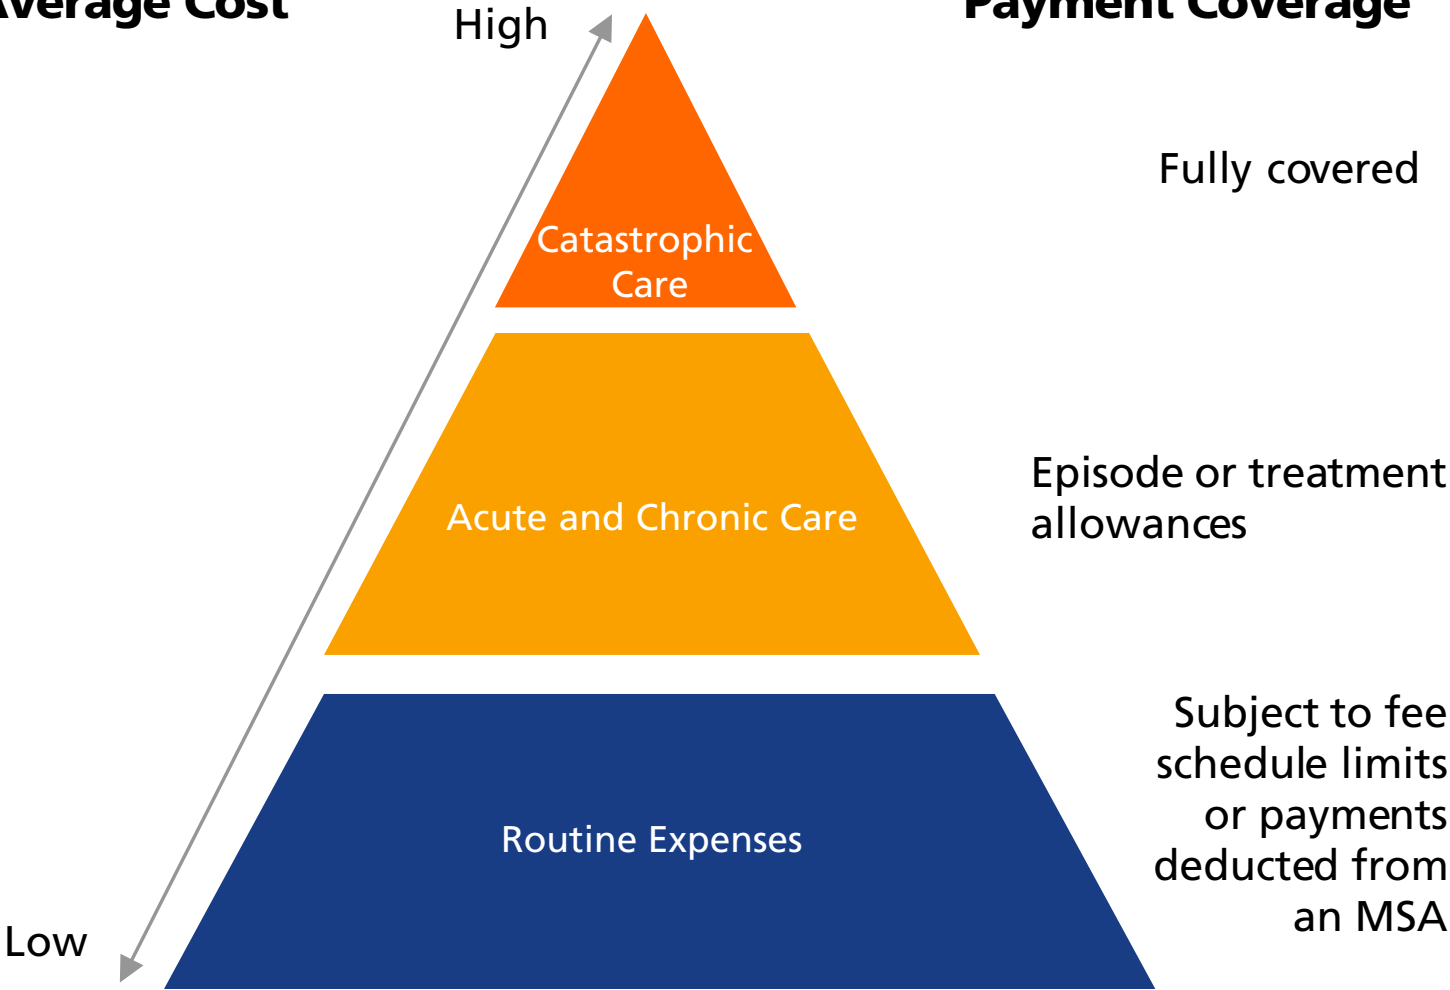 Average Cost
Payment Coverage
High
Fully covered
Catastrophic
Care
Episode or treatment
allowances
Acute and Chronic Care
Subject to fee
schedule limits
or payments
deducted from
an MSA
Routine Expenses
Low